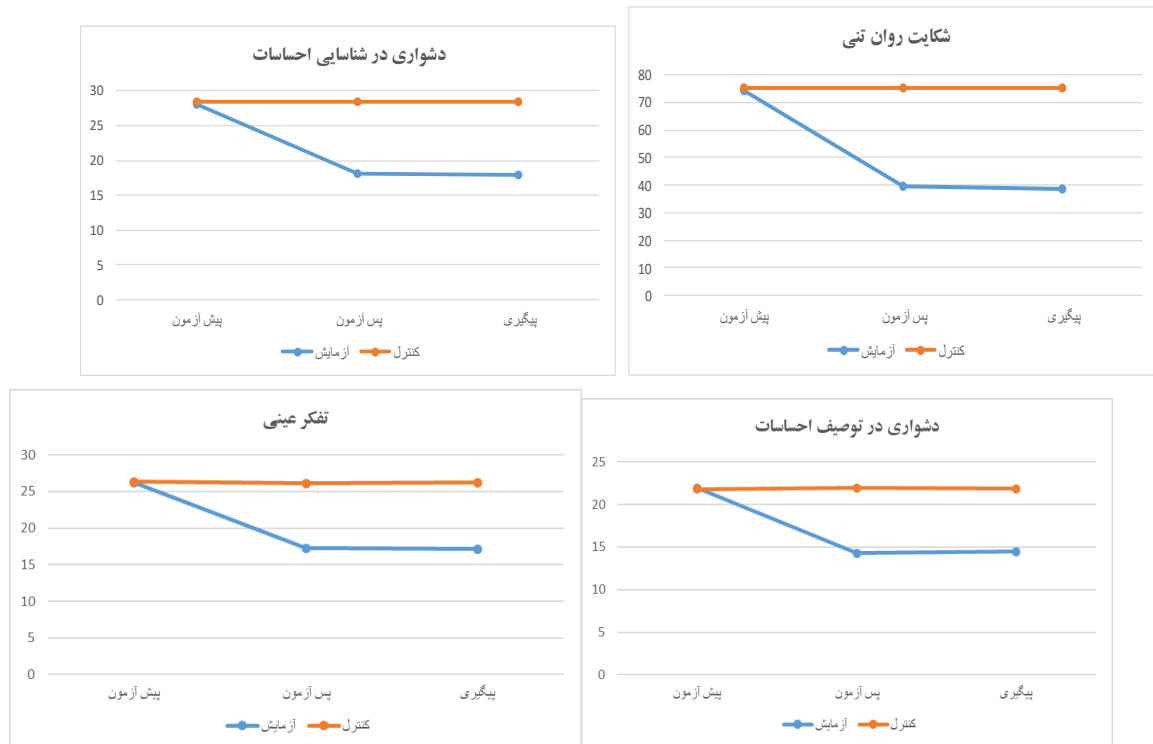 شکایت روان تنی
80
70
60
50
40
30
20
10
0
پیش آزمون پس آزمون پیگیری
آزمایش کنترل
دشواری در شناسایی احساسات
30
25
20
15
10
5
0
پیش آزمون پس آزمون پیگیری
آزمایش کنترل
دشواری در توصیف احساسات
25
20
15
10
5
0
پیش آزمون پس آزمون پیگیری
آزمایش کنترل
تفکر عینی
30
25
20
15
10
5
0
پیش آزمون پس آزمون پیگیری
آزمایش کنترل